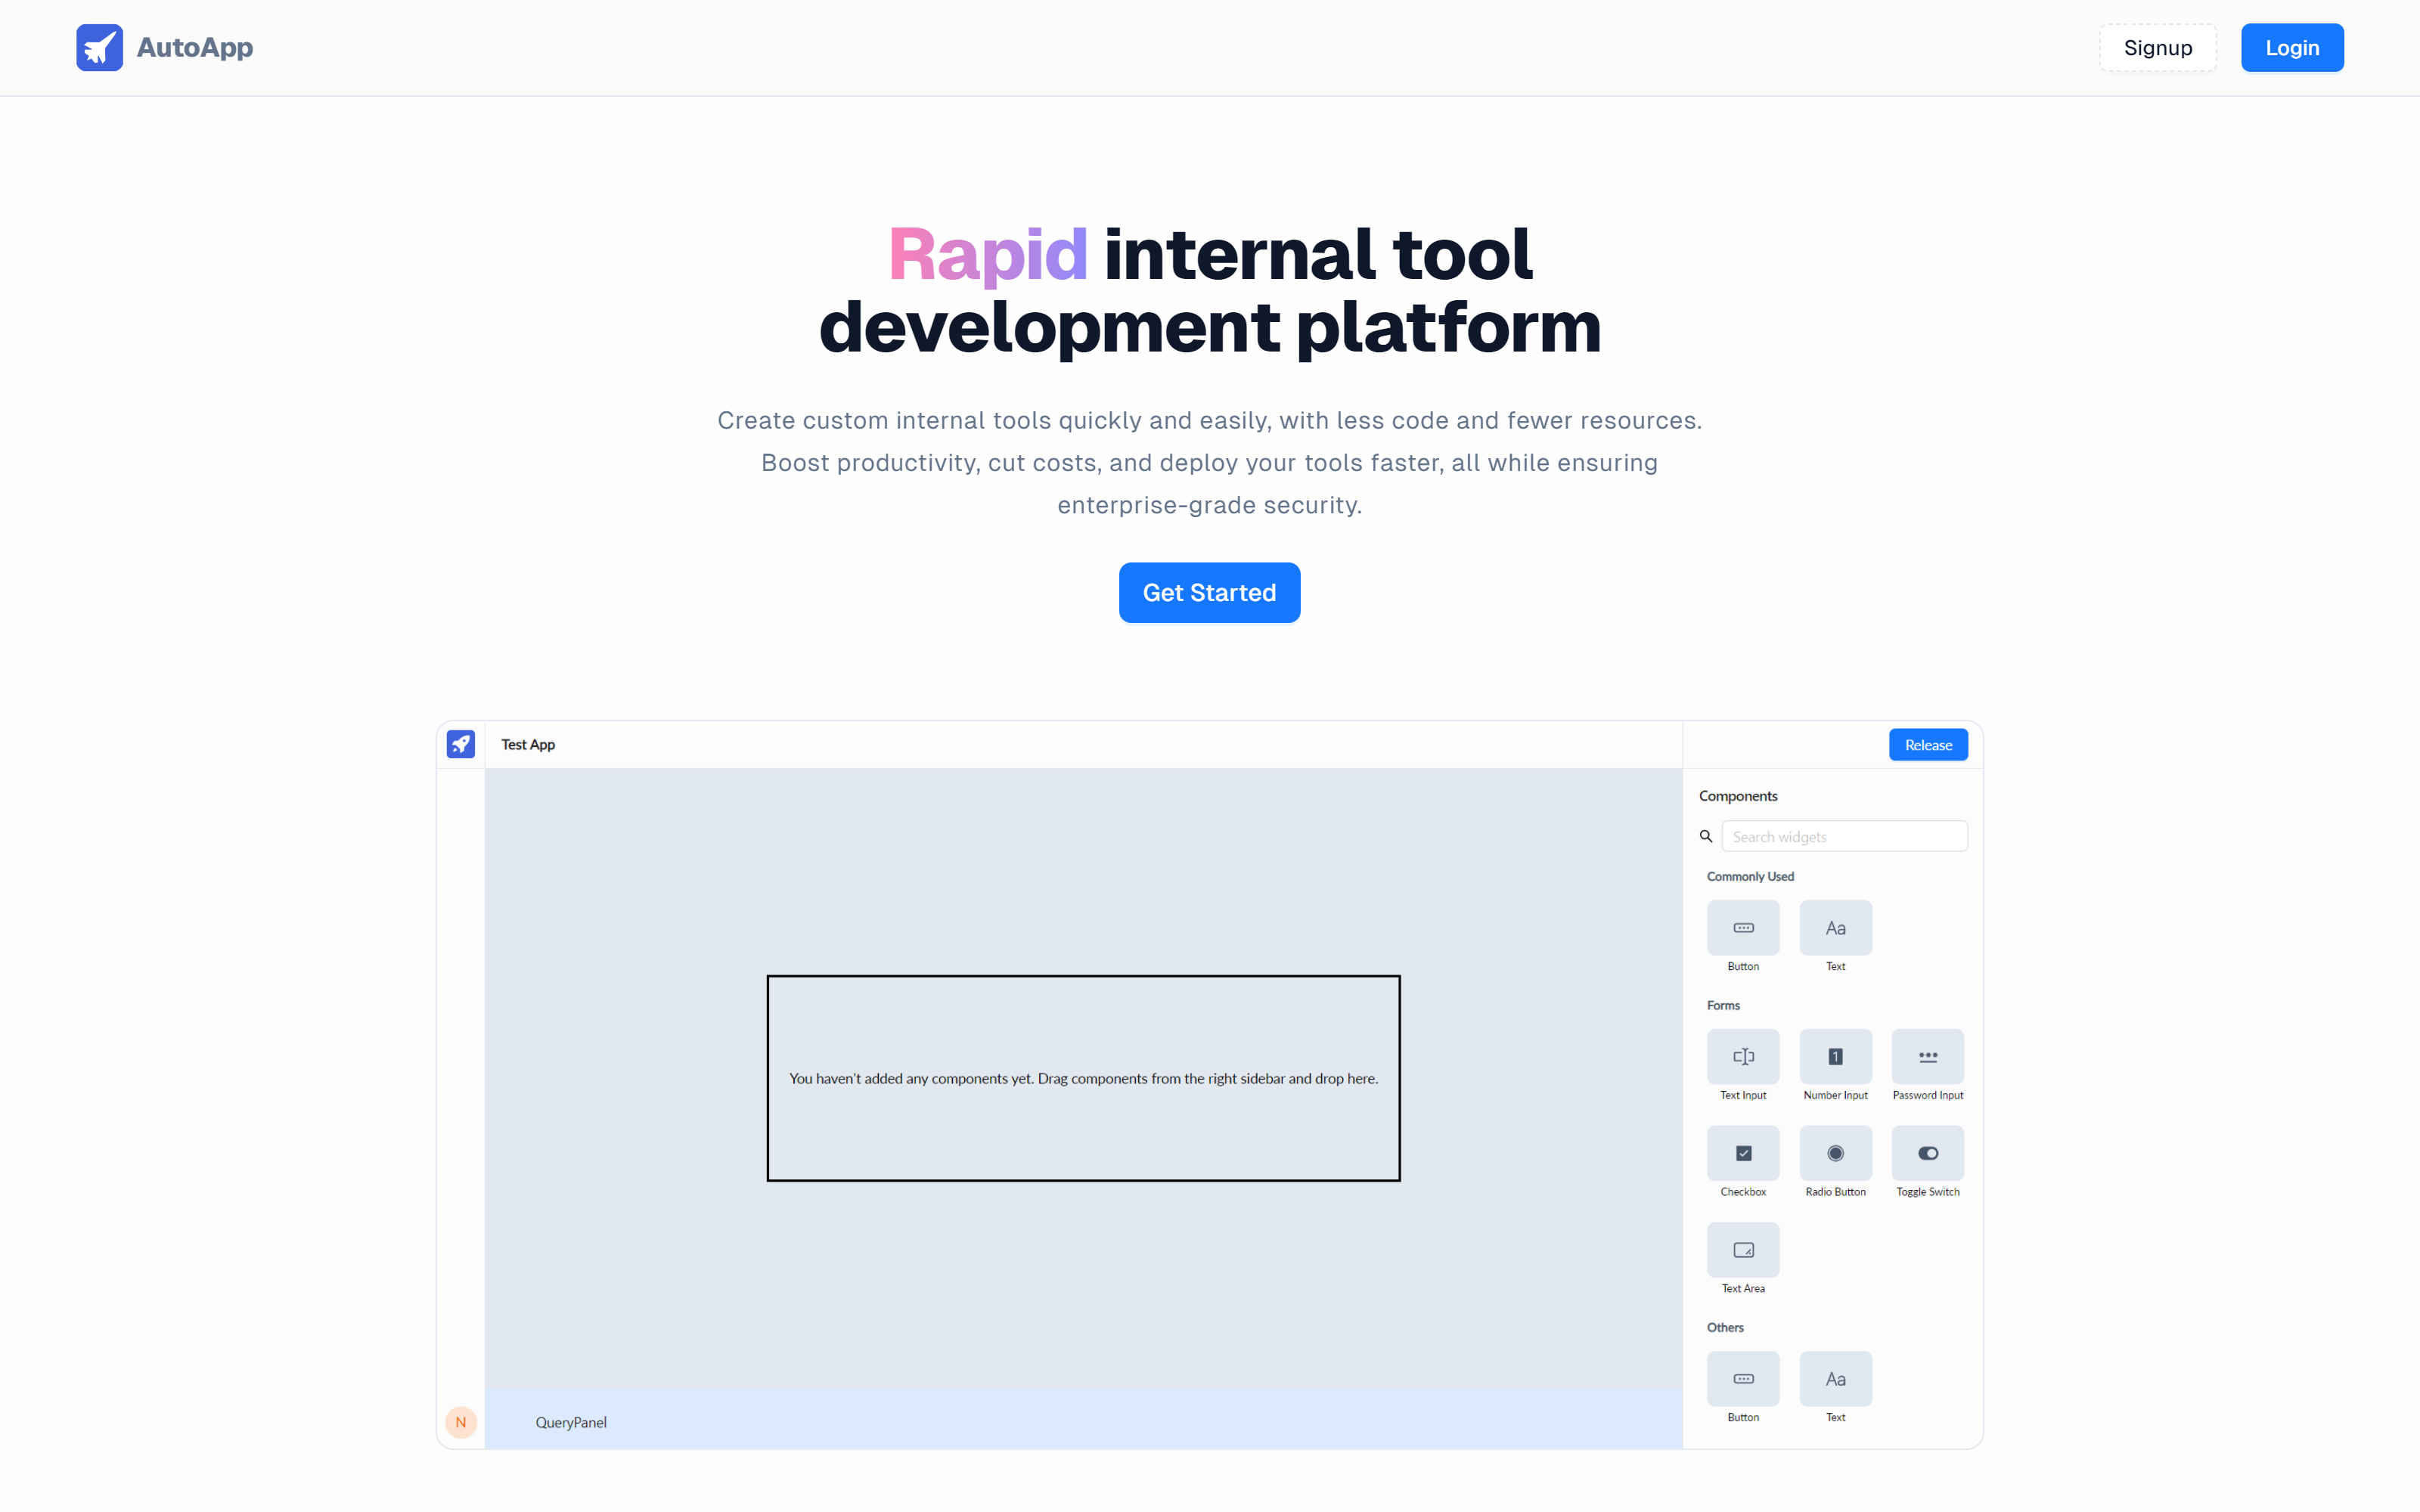 AutoApp
Signup
Login
Rapid internal tool
development platform
Create custom internal tools quickly and easily, with less code and fewer resources.
Boost productivity, cut costs, and deploy your tools faster, all while ensuring
enterprise-grade security.
Get Started
Test App
Release
Components
Search widgets
Commonly Used
Aa
Button
Text
Forms
1
Text Input
Number Input
Password Input
Checkbox
Radio Button
Toggle Switch
Text Area
Others
Aa
Button
Text
You haven't added any components yet. Drag components from the right sidebar and drop here.
N
QueryPanel